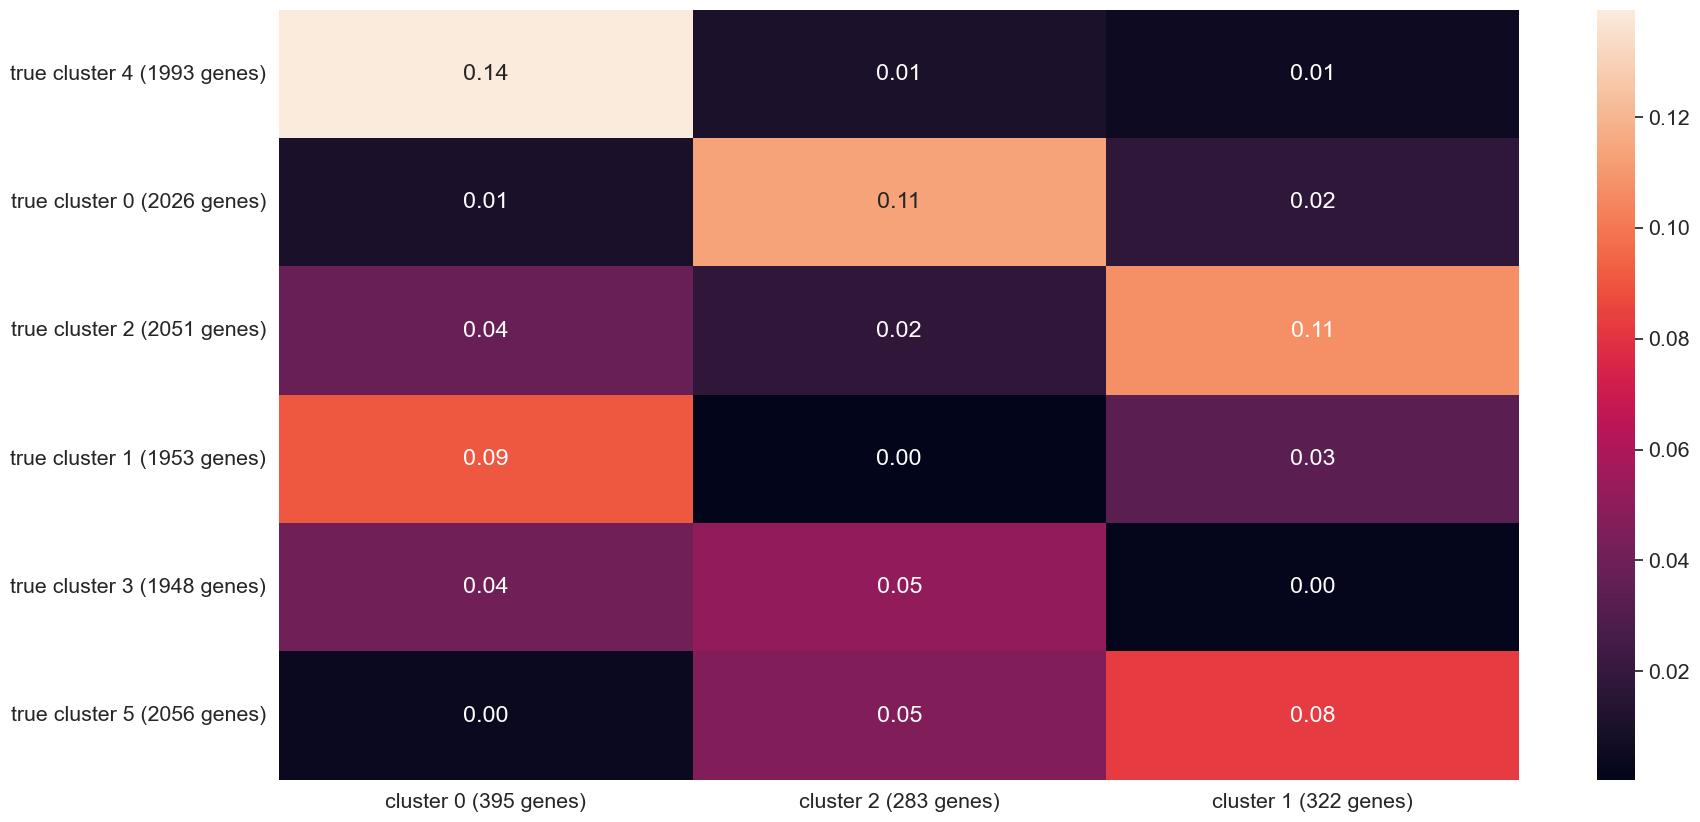 true cluster 4 (1993 genes) 0.14 0.01 0.01
0.12
true cluster 0 (2026 genes) 0.01 0.11 0.02
0.10
true cluster 2 (2051 genes) 0.04 0.02 0.11
0.08
true cluster 1 (1953 genes) 0.09 0.00 0.03
0.06
0.04
true cluster 3 (1948 genes) 0.04 0.05 0.00
0.02
true cluster 5 (2056 genes) 0.00 0.05 0.08
cluster 0 (395 genes) cluster 2 (283 genes) cluster 1 (322 genes)